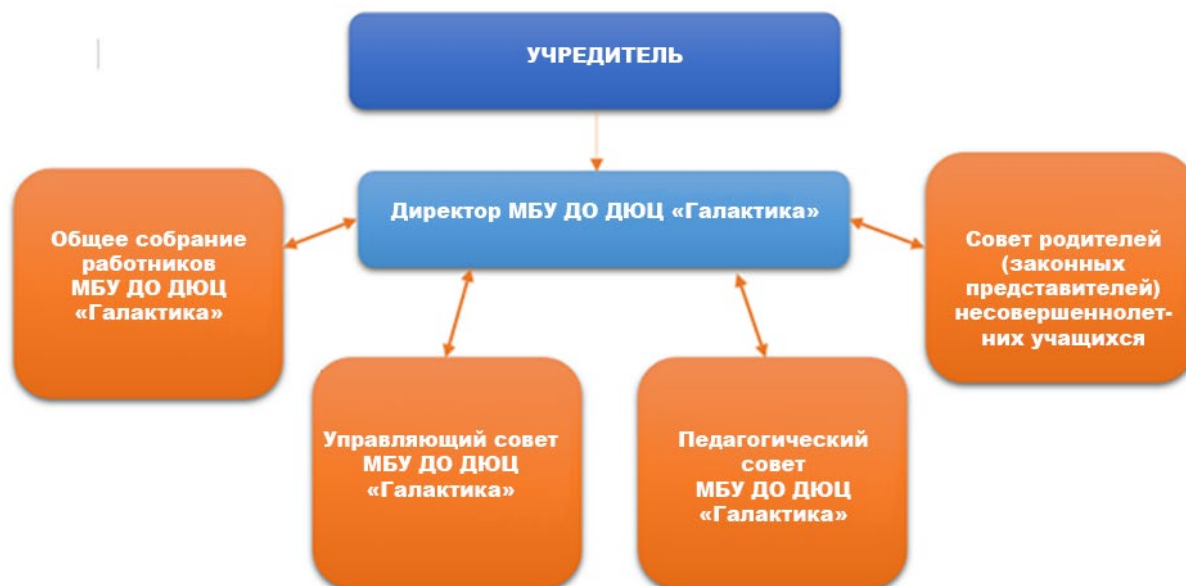 УЧРЕДИТЕЛЬ
Директор МБУ ДО ДЮЦ «Галактика»
Общее собрание
работников
МБУ ДО ДЮЦ
«Галактика»
Совет родителей
(законных
представителей)
несовершеннолет-
них учащихся
Управляющий совет
МБУ ДО ДЮЦ
«Галактика»
Педагогический
совет
МБУ ДО ДЮЦ
«Галактика»